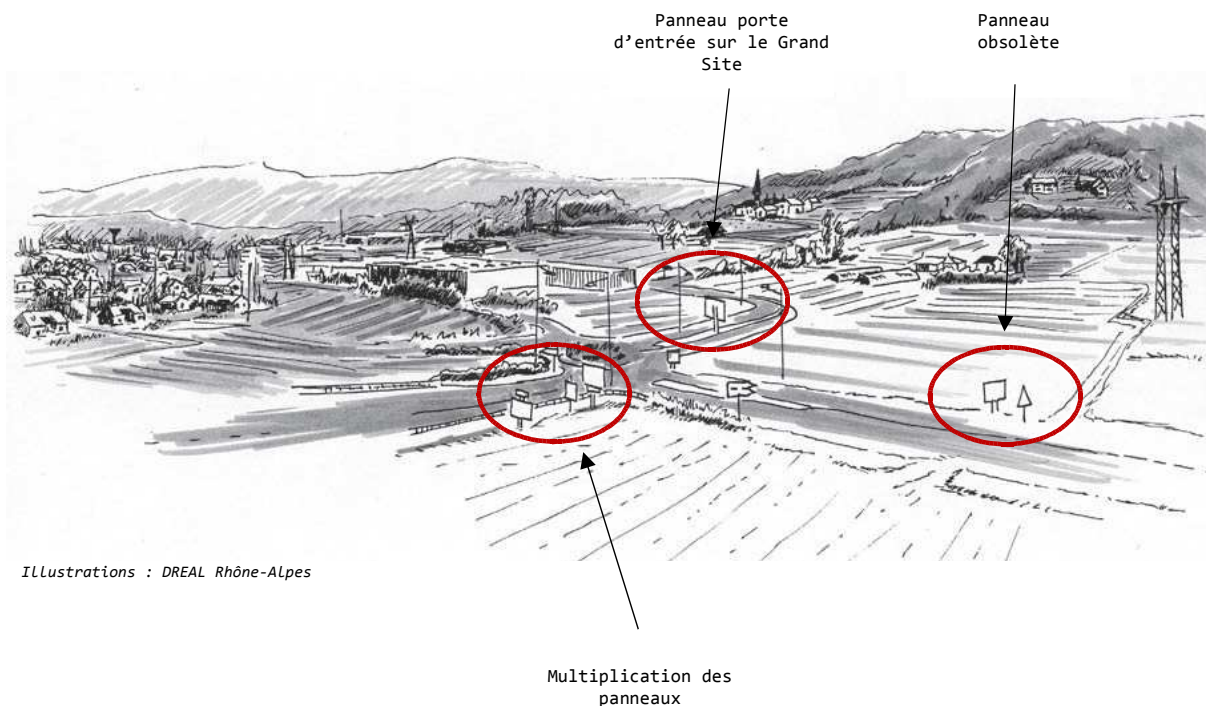 Panneau porte
d’entrée sur le Grand
Site
Panneau
obsolète
Illustrations : DREAL Rhône-Alpes
Multiplication des
panneaux